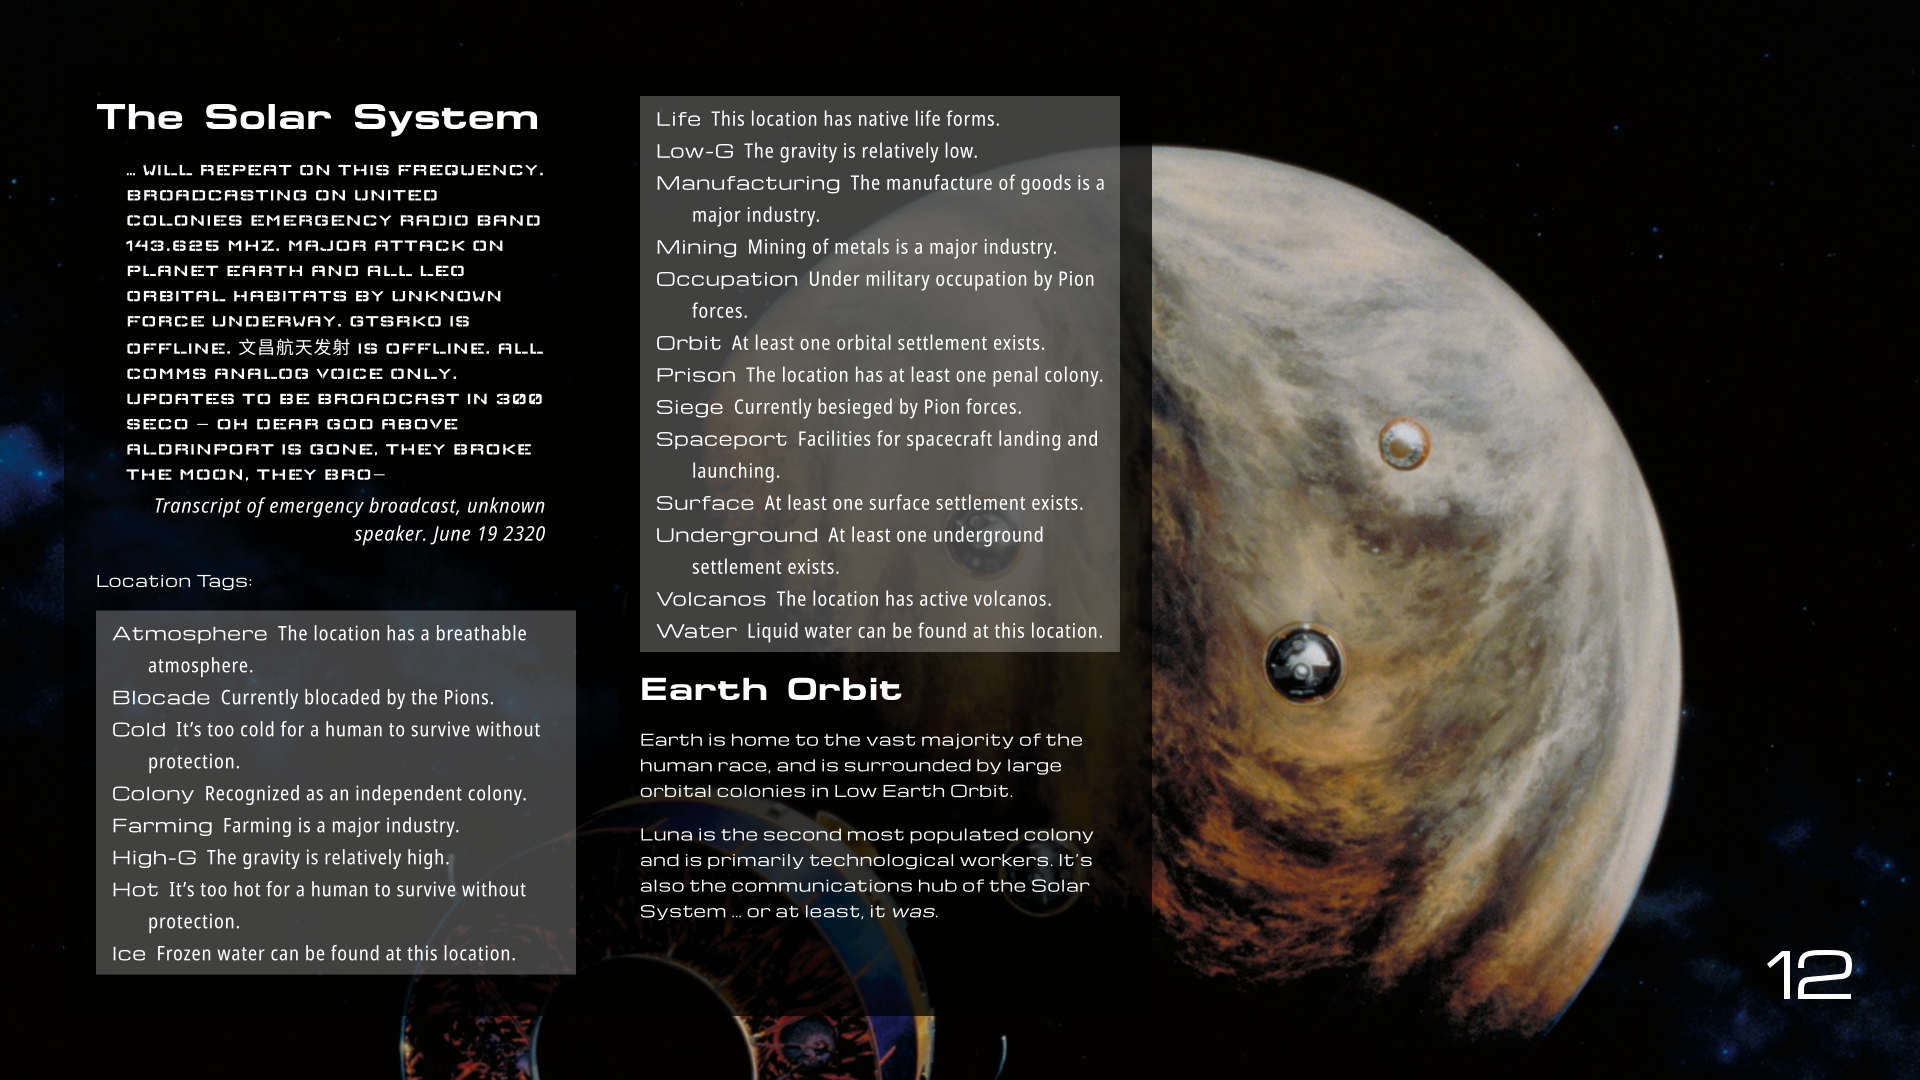 The Solar System
… WILL REPEAT ON THIS FREQUENCY.
BROADCASTING ON UNITED
COLONIES EMERGENCY RADIO BAND
143.625 MHZ. MAJOR ATTACK ON
PLANET EARTH AND ALL LEO
ORBITAL HABITATS BY UNKNOWN
FORCE UNDERWAY. GTSRKO IS
OFFLINE. 文昌航天发射 IS OFFLINE. ALL
COMMS ANALOG VOICE ONLY.
UPDATES TO BE BROADCAST IN 300
SECO – OH DEAR GOD ABOVE
ALDRINPORT IS GONE, THEY BROKE
THE MOON, THEY BRO–
Transcript of emergency broadcast, unknown
speaker. June 19 2320
Location Tags:
Atmosphere The location has a breathable
atmosphere.
Blocade Currently blocaded by the Pions.
Cold It’s too cold for a human to survive without
protection.
Colony Recognized as an independent colony.
Farming Farming is a major industry.
High-G The gravity is relatively high.
Hot It’s too hot for a human to survive without
protection.
Ice Frozen water can be found at this location.
Life This location has native life forms.
Low-G The gravity is relatively low.
Manufacturing The manufacture of goods is a
major industry.
Mining Mining of metals is a major industry.
Occupation Under military occupation by Pion
forces.
Orbit At least one orbital settlement exists.
Prison The location has at least one penal colony.
Siege Currently besieged by Pion forces.
Spaceport Facilities for spacecraft landing and
launching.
Surface At least one surface settlement exists.
Underground At least one underground
settlement exists.
Volcanos The location has active volcanos.
Water Liquid water can be found at this location.
Earth Orbit
Earth is home to the vast majority of the
human race, and is surrounded by large
orbital colonies in Low Earth Orbit.
Luna is the second most populated colony
and is primarily technological workers. It’s
also the communications hub of the Solar
System … or at least, it was.
12